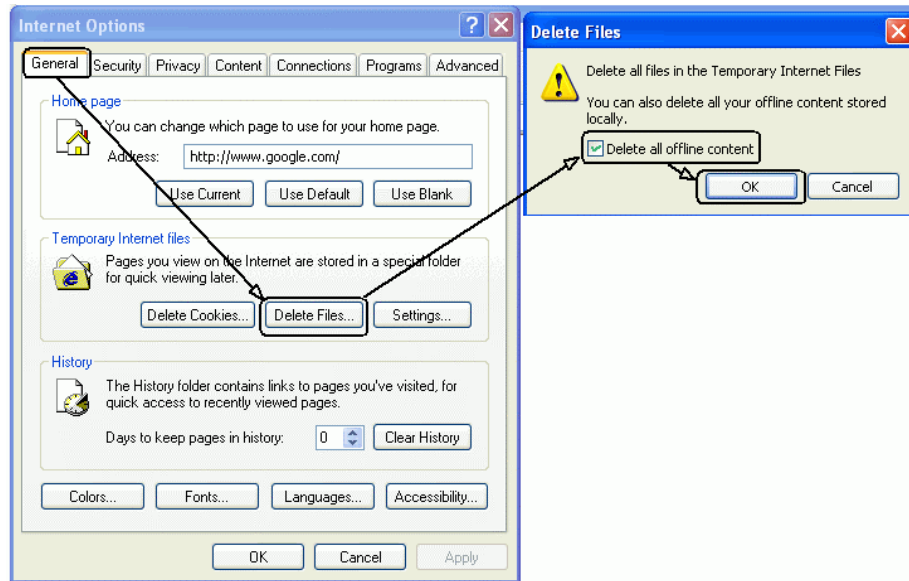 Internet Options
General Security Privacy Content Connections Programs Advanced
Home page
You can change which page to use for your home page.
Address: http://www.google.com/
Use Current Use Default Use Blank
Temporary Internet files
Pages you view on the Internet are stored in a special folder
for quick viewing later.
Delete Cookies... Delete Files... Settings...
History
The History folder contains links to pages you've visited, for
quick access to recently viewed pages.
Days to keep pages in history: 0 Clear History
Colors... Fonts... Languages... Accessibility...
OK Cancel Apply
Delete Files
Delete all files in the Temporary Internet Files
You can also delete all your offline content stored
locally.
Delete all offline content
OK Cancel